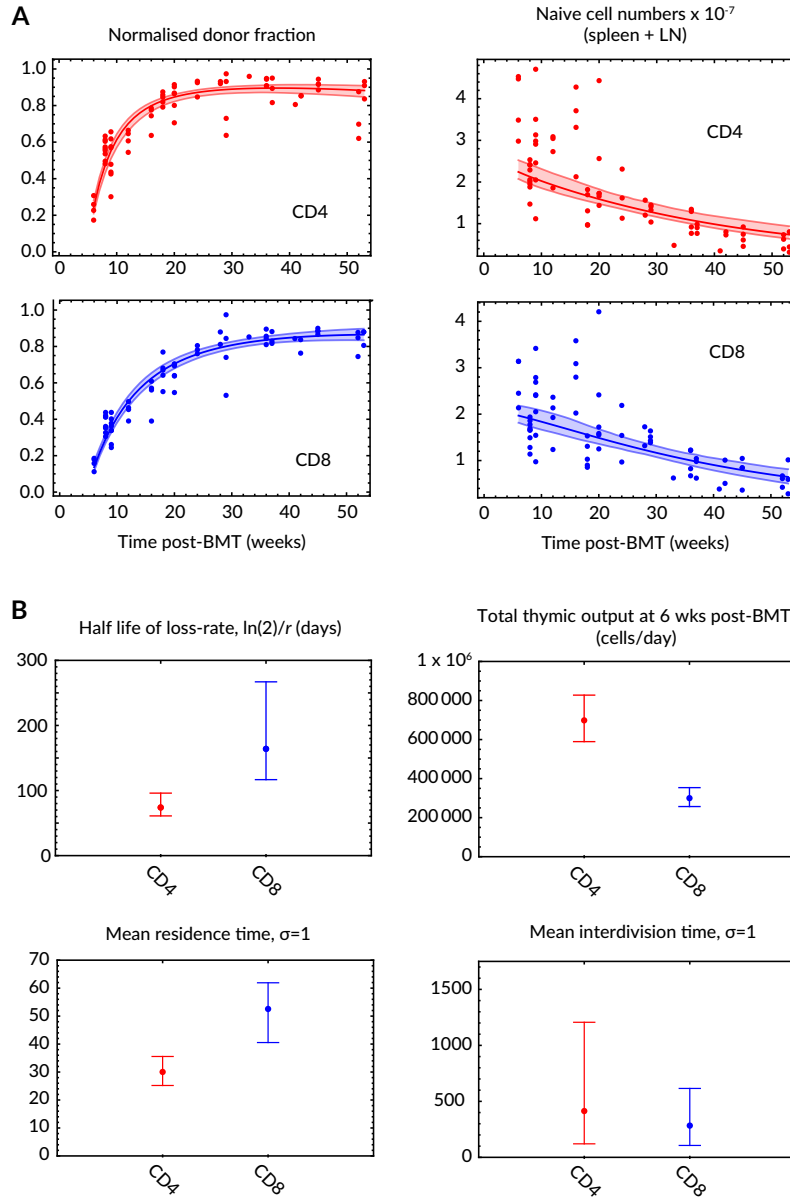 A
Normalised donor fraction
Naive cell numbers x 10⁻⁷
(spleen + LN)
1.0
0.8
0.6
0.4
0.2
0.0
CD4
0
10
20
30
40
50
4
3
2
1
CD4
0
10
20
30
40
50
1.0
0.8
0.6
0.4
0.2
0.0
CD8
0
10
20
30
40
50
Time post-BMT (weeks)
4
3
2
1
CD8
0
10
20
30
40
50
Time post-BMT (weeks)
B
Half life of loss-rate, ln(2)/r (days)
300
200
150
100
50
0
CD4
CD8
Total thymic output at 6 wks post-BMT
(cells/day)
1 x 10⁶
800 000
600 000
400 000
200 000
0
CD4
CD8
Mean residence time, σ=1
70
60
50
40
30
20
10
0
CD4
CD8
Mean interdivision time, σ=1
1500
1000
500
0
CD4
CD8